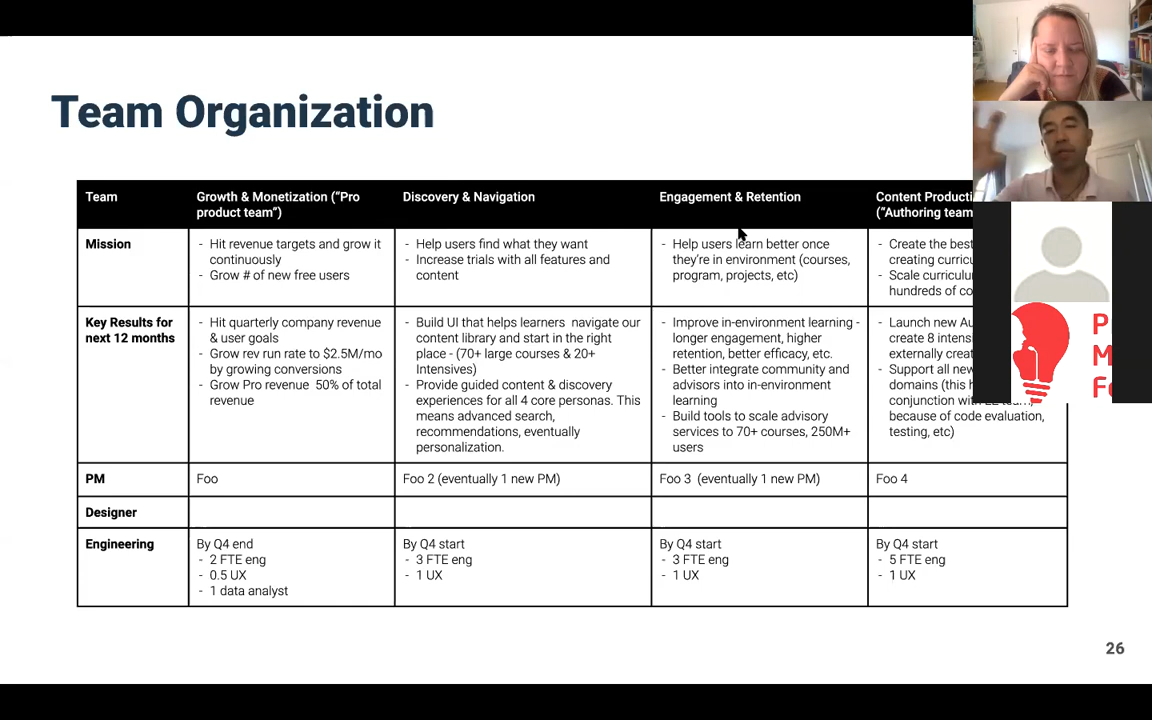 Team Organization
Team
Growth & Monetization ("Pro
product team")
Discovery & Navigation
Engagement & Retention
Content
("Authoring team
Mission
- Hit revenue targets and grow it
continuously
- Grow # of new free users
- Help users find what they want
- Increase trials with all features and
content
- Help users learn better once
they're in environment (courses,
program, projects, etc)
- Create the best
creating
- Scale
hundreds of
Key Results for
next 12 months
- Hit quarterly company revenue
& user goals
- Grow rev run rate to $2.5M/mo
by growing conversions
- Grow Pro revenue 50% of total
revenue
- Build UI that helps learners navigate our
content library and start in the right
place - (70+ large courses & 20+
Intensives)
- Provide guided content & discovery
experiences for all 4 core personas. This
means advanced search,
recommendations, eventually
personalization.
- Improve in-environment learning -
longer engagement, higher
retention, better efficacy, etc.
- Better integrate community and
advisors into in-environment
learning
- Build tools to scale advisory
services to 70+ courses, 250M+
users
- Launch new
create 8
externally
- Support all new
domains (this
conjunction
because of code evaluation,
testing, etc)
PM
Foo
Foo 2 (eventually 1 new PM)
Foo 3 (eventually 1 new PM)
Foo 4
Designer
Engineering
By Q4 end
- 2 FTE eng
- 0.5 UX
- 1 data analyst
By Q4 start
- 3 FTE eng
- 1 UX
By Q4 start
- 3 FTE eng
- 1 UX
By Q4 start
- 5 FTE eng
- 1 UX
26
P
M
F